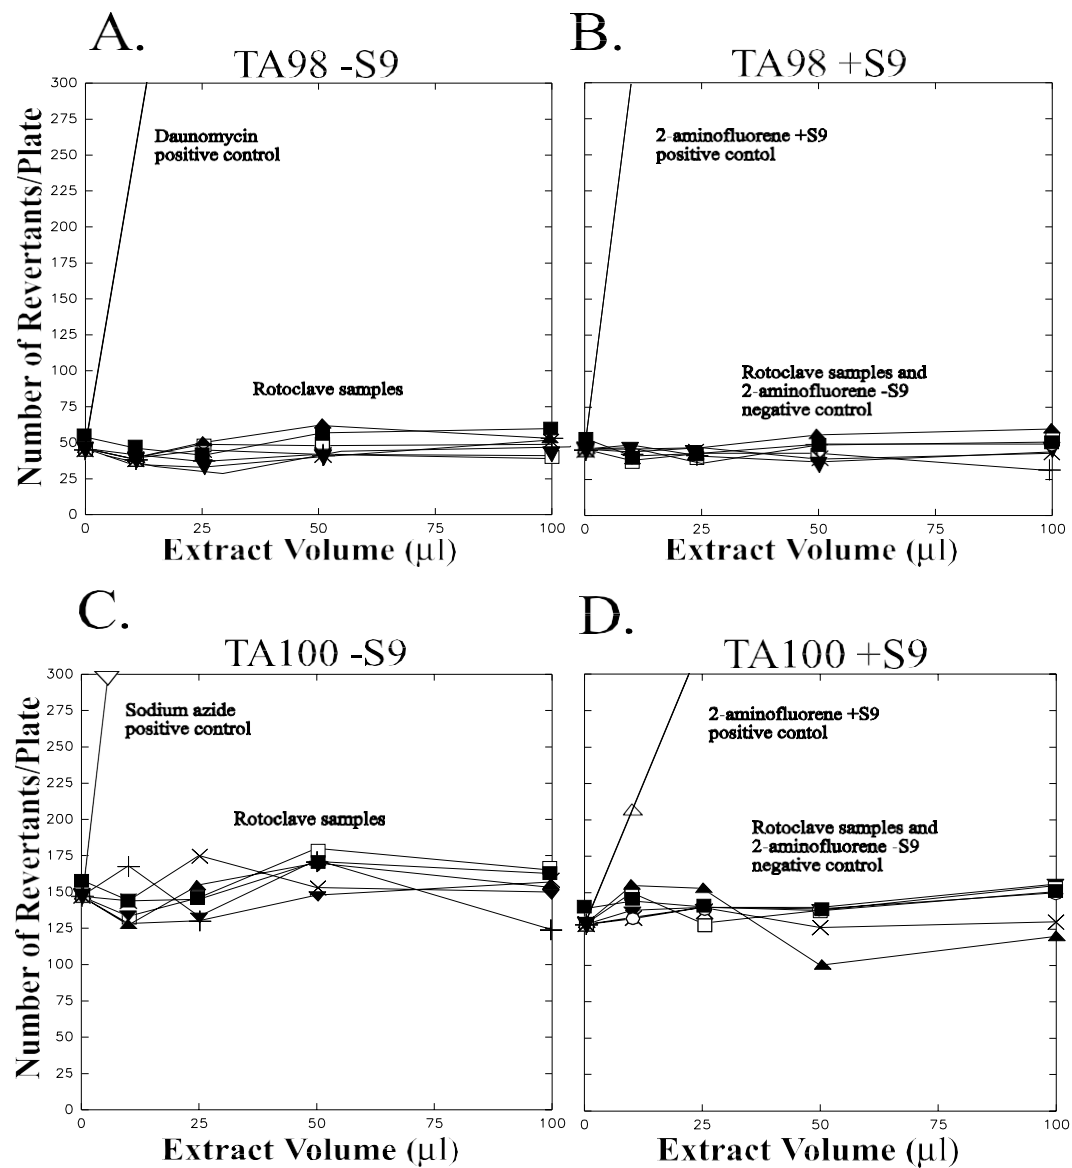 A.
TA98 -S9
Number of Revertants/Plate
300
275
250
225
200
175
150
125
100
75
50
25
0
Daunomycin
positive control
Rotoclave samples
0
25
50
75
100
Extract Volume (µl)
B.
TA98 +S9
2-aminofluorene +S9
positive contol
Rotoclave samples and
2-aminofluorene -S9
negative control
0
25
50
75
100
Extract Volume (µl)
C.
TA100 -S9
Number of Revertants/Plate
300
275
250
225
200
175
150
125
100
75
50
25
0
Sodium azide
positive control
Rotoclave samples
0
25
50
75
100
Extract Volume (µl)
D.
TA100 +S9
2-aminofluorene +S9
positive contol
Rotoclave samples and
2-aminofluorene -S9
negative control
0
25
50
75
100
Extract Volume (µl)